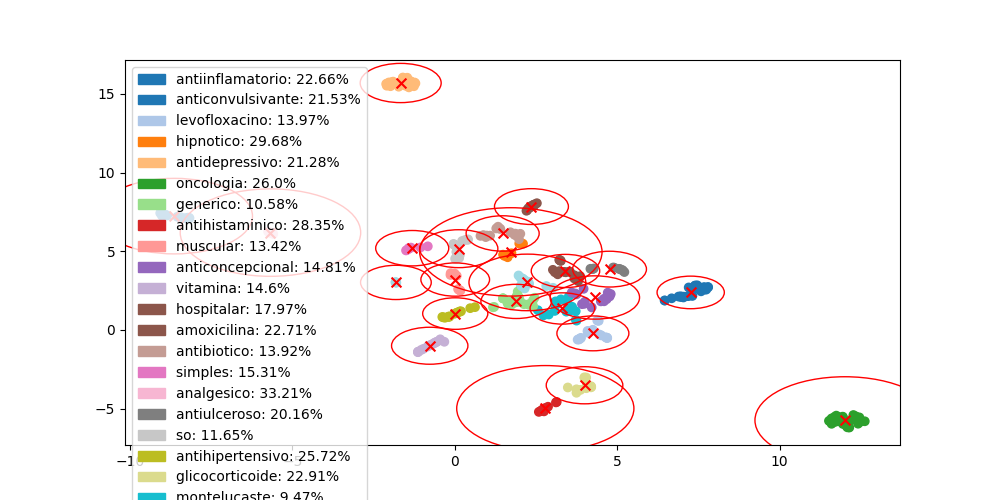 15
10
5
0
−5
antiinflamatorio: 22.66%
anticonvulsivante: 21.53%
levofloxacino: 13.97%
hipnotico: 29.68%
antidepressivo: 21.28%
oncologia: 26.0%
generico: 10.58%
antihistaminico: 28.35%
muscular: 13.42%
anticoncepcional: 14.81%
vitamina: 14.6%
hospitalar: 17.97%
amoxicilina: 22.71%
antibiotico: 13.92%
simples: 15.31%
analgesico: 33.21%
antiulceroso: 20.16%
so: 11.65%
antihipertensivo: 25.72%
glicocorticoide: 22.91%
montelucaste: 9.47%
−10 −5 0 5 10